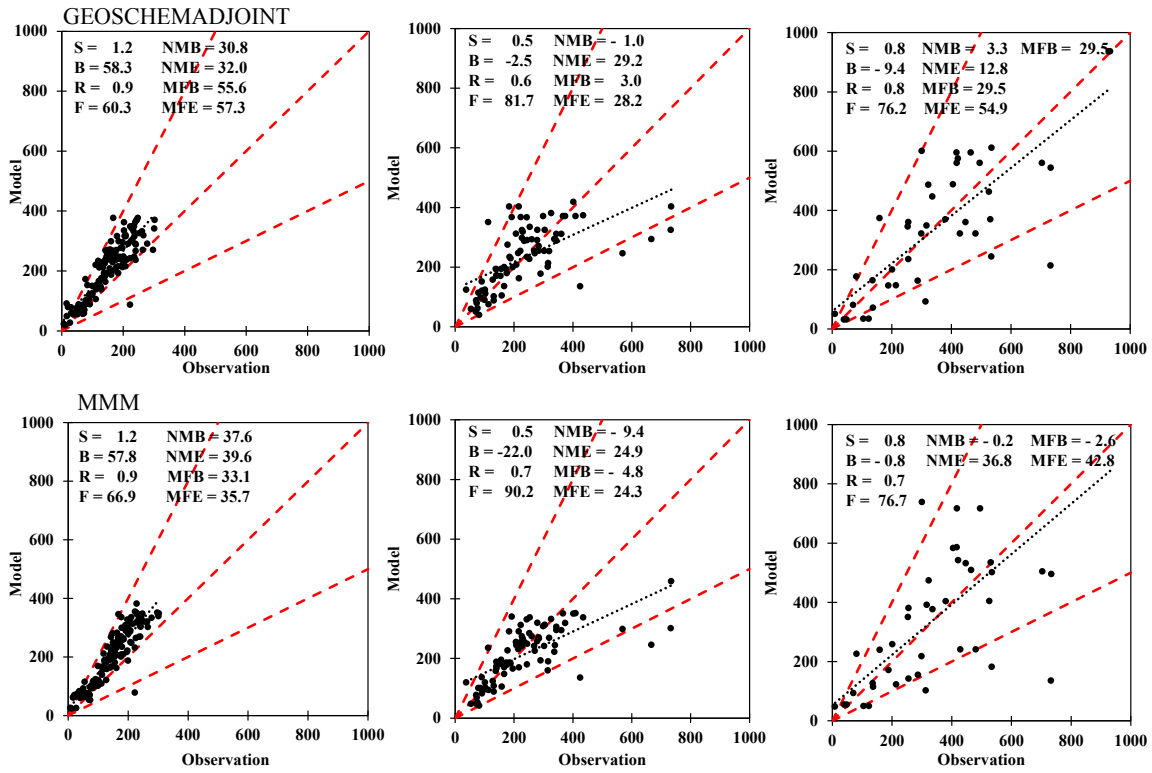 GEOSCHEMADJOINT
1000
800
600
400
200
0
Model
S = 1.2 NMB = 30.8
B = 58.3 NME = 32.0
R = 0.9 MFB = 55.6
F = 60.3 MFE = 57.3
0 200 400 600 800 1000
Observation
1000
800
600
400
200
0
Model
S = 0.5 NMB = - 1.0
B = -2.5 NME = 29.2
R = 0.6 MFB = 3.0
F = 81.7 MFE = 28.2
0 200 400 600 800 1000
Observation
1000
800
600
400
200
0
Model
S = 0.8 NMB = 3.3 MFB = 29.5
B = - 9.4 NME = 12.8
R = 0.8 MFB = 29.5
F = 76.2 MFE = 54.9
0 200 400 600 800 1000
Observation
MMM
1000
800
600
400
200
0
Model
S = 1.2 NMB = 37.6
B = 57.8 NME = 39.6
R = 0.9 MFB = 33.1
F = 66.9 MFE = 35.7
0 200 400 600 800 1000
Observation
1000
800
600
400
200
0
Model
S = 0.5 NMB = - 9.4
B = -22.0 NME = 24.9
R = 0.7 MFB = - 4.8
F = 90.2 MFE = 24.3
0 200 400 600 800 1000
Observation
1000
800
600
400
200
0
Model
S = 0.8 NMB = - 0.2 MFB = - 2.6
B = - 0.8 NME = 36.8 MFE = 42.8
R = 0.7
F = 76.7
0 200 400 600 800 1000
Observation